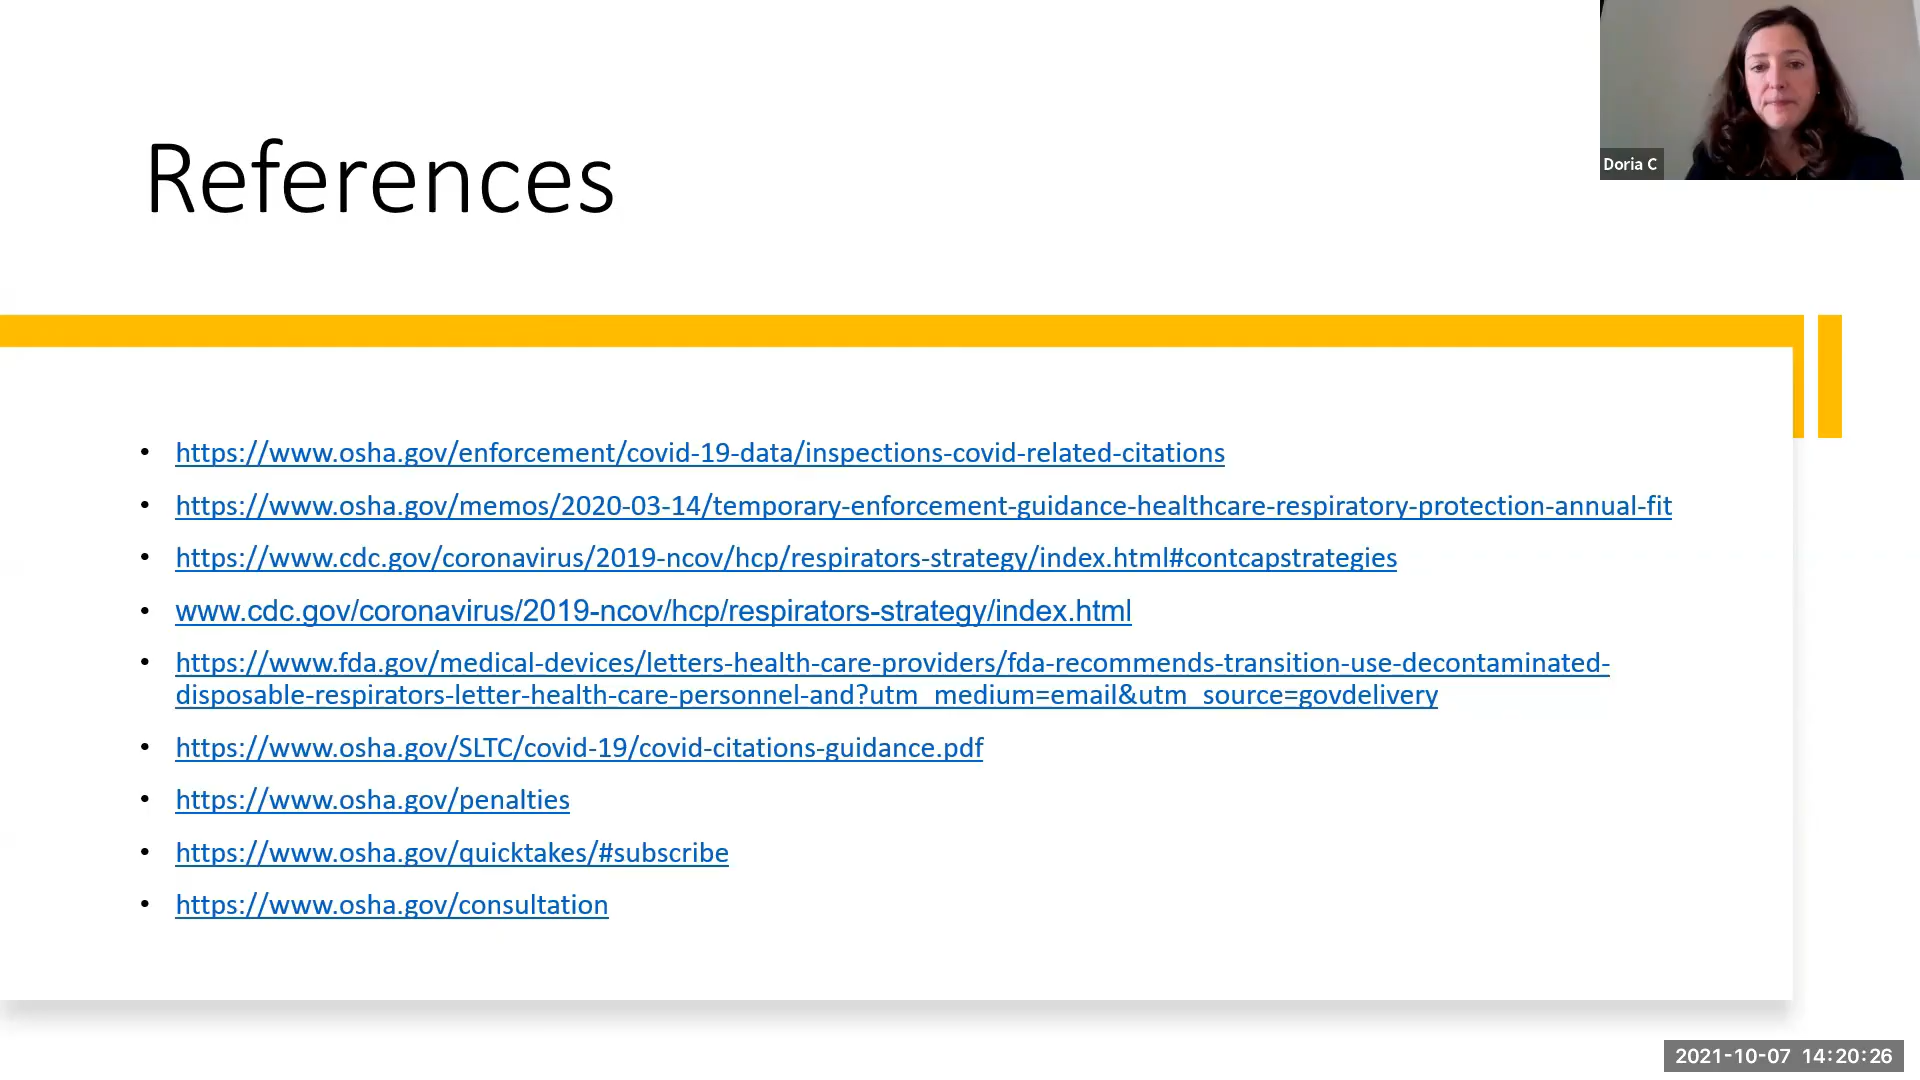 References
Doria C
https://www.osha.gov/enforcement/covid-19-data/inspections-covid-related-citations
https://www.osha.gov/memos/2020-03-14/temporary-enforcement-guidance-healthcare-respiratory-protection-annual-fit
https://www.cdc.gov/coronavirus/2019-ncov/hcp/respirators-strategy/index.html#contcapstrategies
www.cdc.gov/coronavirus/2019-ncov/hcp/respirators-strategy/index.html
https://www.fda.gov/medical-devices/letters-health-care-providers/fda-recommends-transition-use-decontaminated-
disposable-respirators-letter-health-care-personnel-and?utm_medium=email&utm_source=govdelivery
https://www.osha.gov/SLTC/covid-19/covid-citations-guidance.pdf
https://www.osha.gov/penalties
https://www.osha.gov/quicktakes/#subscribe
https://www.osha.gov/consultation
2021-10-07 14:20:26